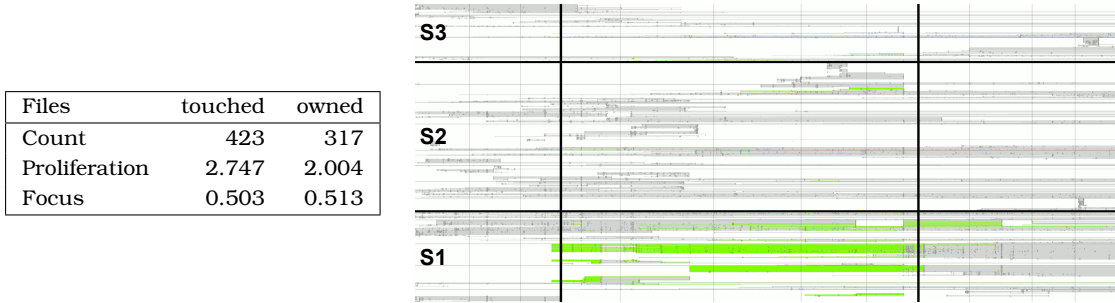 Files touched owned
Count 423 317
Proliferation 2.747 2.004
Focus 0.503 0.513
S3
S2
S1